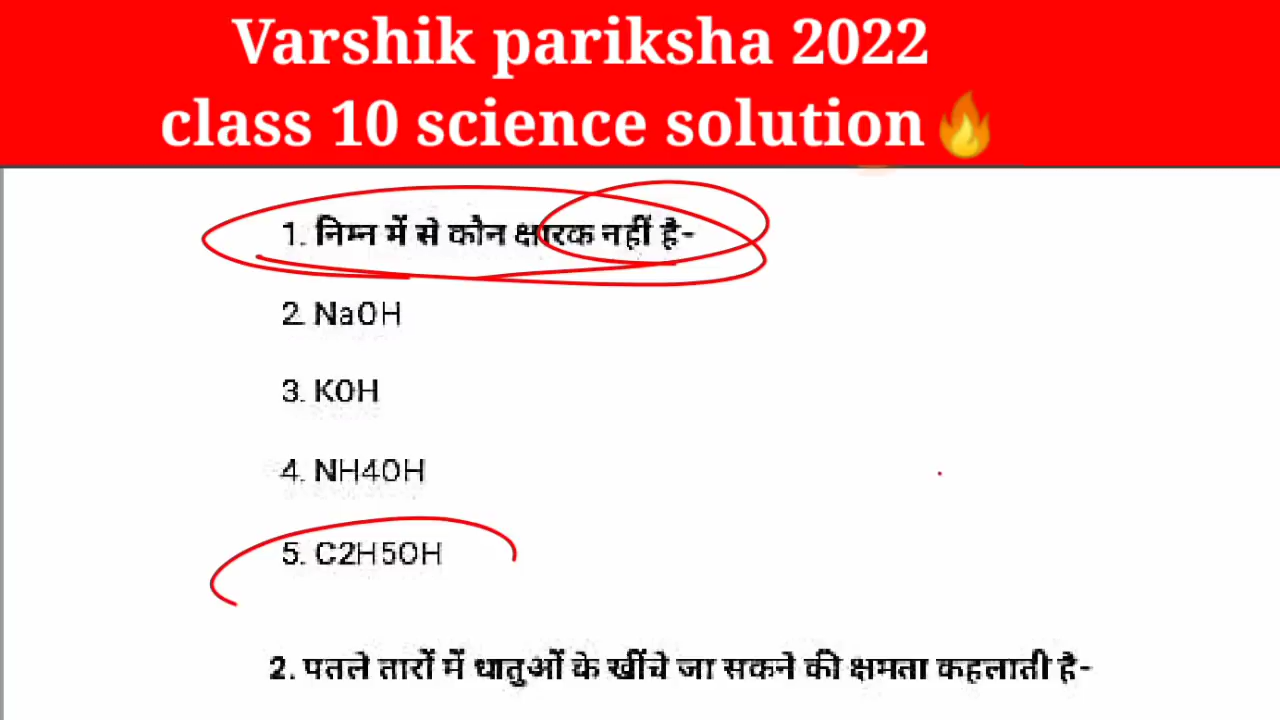 Varshik pariksha 2022
class 10 science solution🔥
1. निम्न में से कौन क्षारक नहीं है-
2. NaOH
3. KOH
4. NH4OH
5. C2H5OH
2. पतले तारों में धातुओं के खींचे जा सकने की क्षमता कहलाती है-